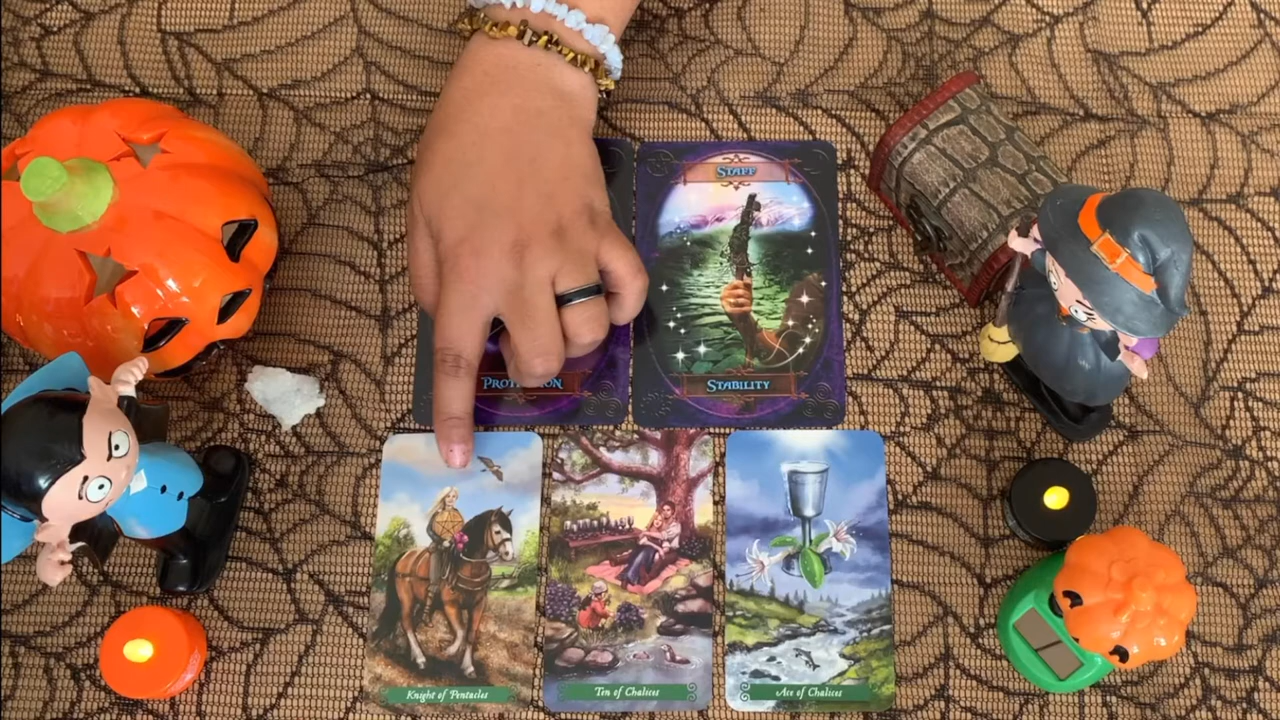 STAFF
STABILITY
Knight of Pentacles
Ten of Chalices
Ace of Chalices